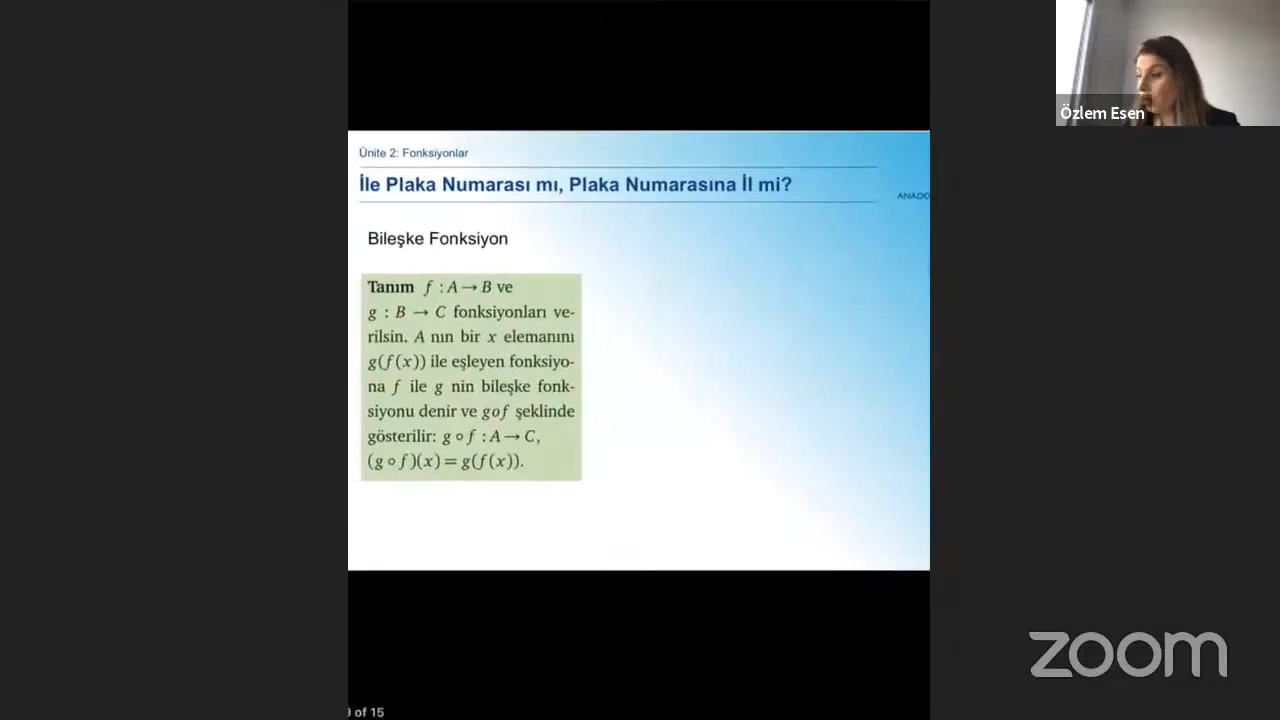 Özlem Esen
Ünite 2: Fonksiyonlar
İle Plaka Numarası mı, Plaka Numarasına İl mi?
ANADO
Bileşke Fonksiyon
Tanım f : A → B ve
g : B → C fonksiyonları ve-
rilsin. A nın bir x elemanını
g(f(x)) ile eşleyen fonksiyo-
na f ile g nin bileşke fonk-
siyonu denir ve gof şeklinde
gösterilir: g ∘ f : A → C,
(g ∘ f)(x) = g(f(x)).
zoom
9 of 15